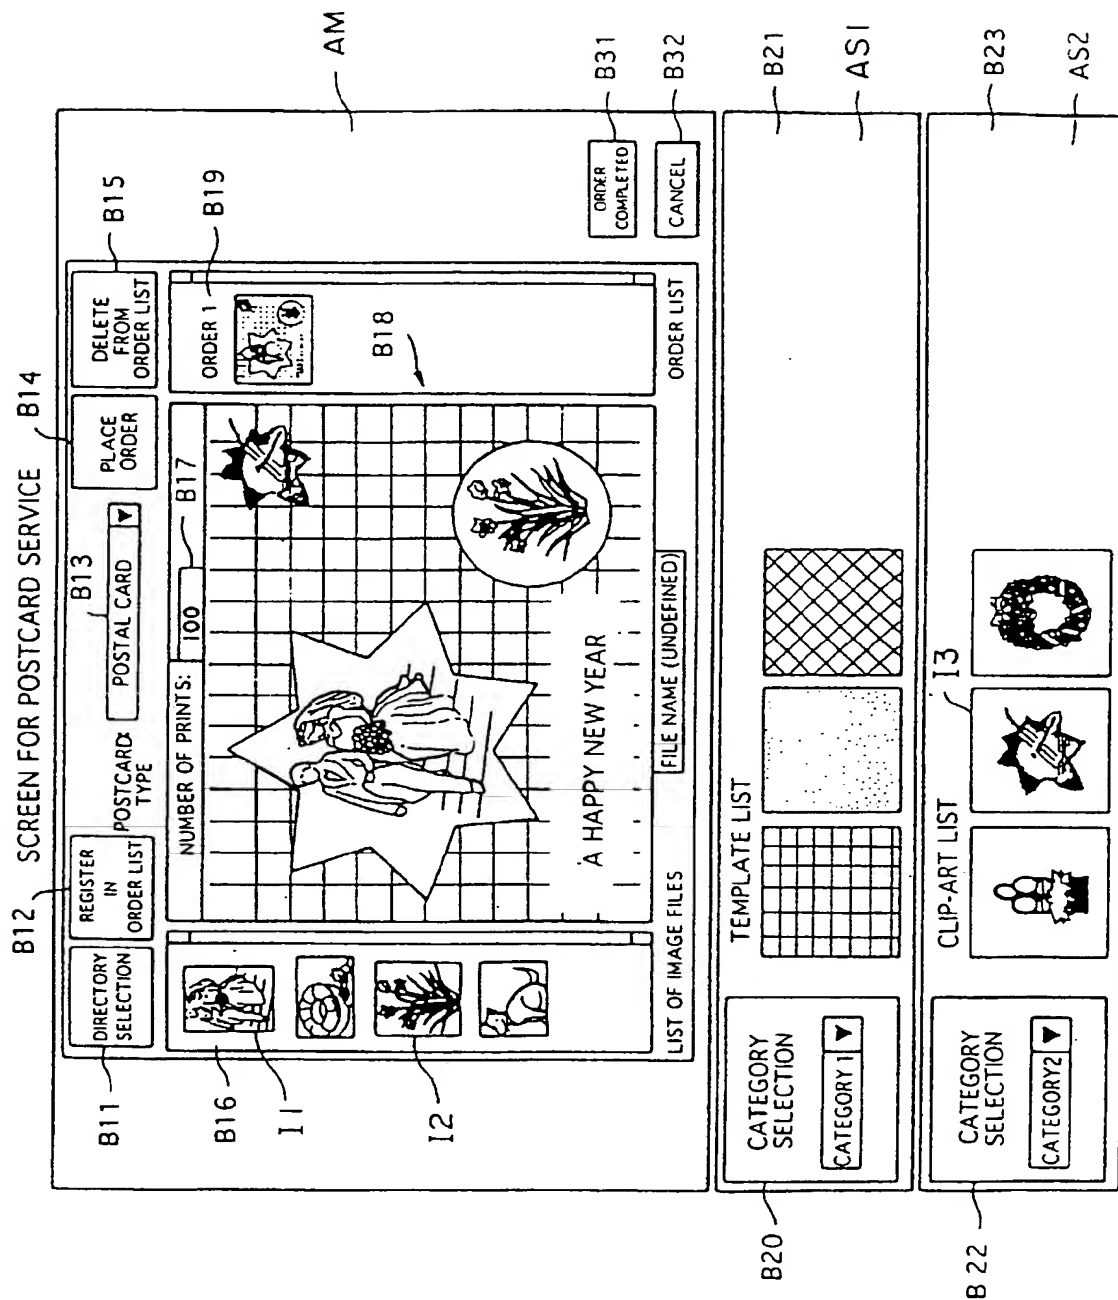 SCREEN FOR POSTCARD SERVICE
B12
B13
B14
B15
AM
DIRECTORY
SELECTION
REGISTER
IN
ORDER LIST
POSTCARD
TYPE
POSTAL CARD ▼
PLACE
ORDER
DELETE
FROM
ORDER LIST
B11
B16
I1
I2
NUMBER OF PRINTS: 100
B17
A HAPPY NEW YEAR
ORDER 1
B19
B18
LIST OF IMAGE FILES
FILE NAME (UNDEFINED)
ORDER LIST
ORDER
COMPLETED
B31
CANCEL
B32
CATEGORY
SELECTION
CATEGORY 1 ▼
B20
TEMPLATE LIST
B21
AS1
CATEGORY
SELECTION
CATEGORY2 ▼
B 22
CLIP-ART LIST
I3
B23
AS2